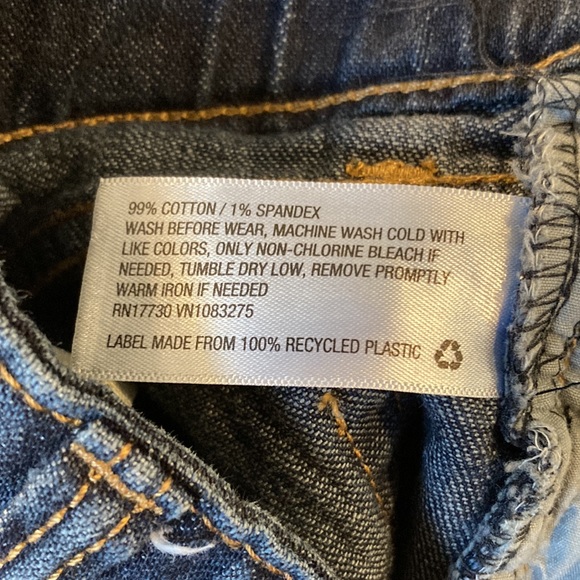 99% COTTON / 1% SPANDEX
WASH BEFORE WEAR, MACHINE WASH COLD WITH
LIKE COLORS, ONLY NON-CHLORINE BLEACH IF
NEEDED, TUMBLE DRY LOW, REMOVE PROMPTLY
WARM IRON IF NEEDED
RN17730 VN1083275
LABEL MADE FROM 100% RECYCLED PLASTIC